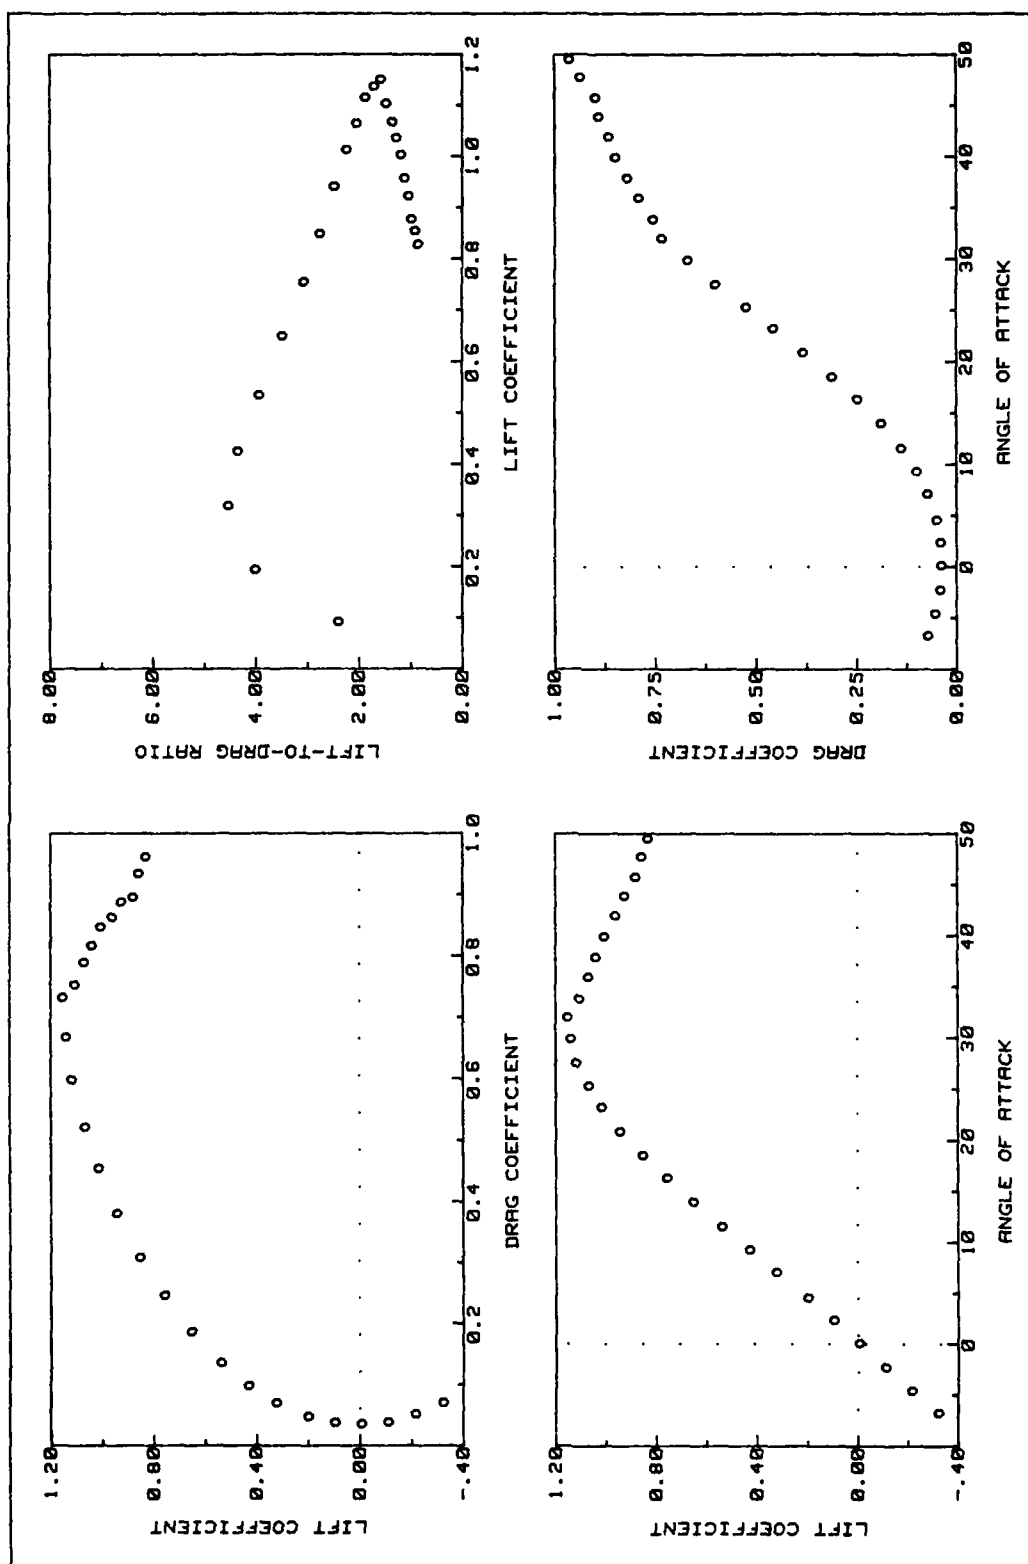 LIFT COEFFICIENT
1.20
0.80
0.40
0.00
-.40
0.2 0.4 0.6 0.8 1.0
DRAG COEFFICIENT
LIFT-TO-DRAG RATIO
8.00
6.00
4.00
2.00
0.00
0.2 0.4 0.6 0.8 1.0 1.2
LIFT COEFFICIENT
LIFT COEFFICIENT
1.20
0.80
0.40
0.00
-.40
0 10 20 30 40 50
ANGLE OF ATTACK
DRAG COEFFICIENT
1.00
0.75
0.50
0.25
0.00
0 10 20 30 40 50
ANGLE OF ATTACK